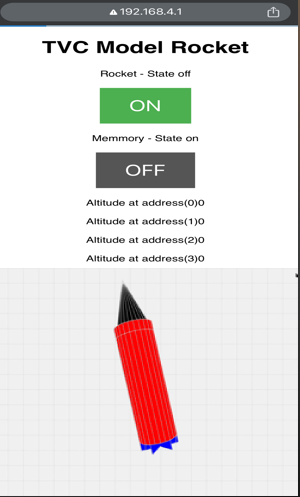 192.168.4.1
TVC Model Rocket
Rocket - State off
ON
Memmory - State on
OFF
Altitude at address(0)0
Altitude at address(1)0
Altitude at address(2)0
Altitude at address(3)0